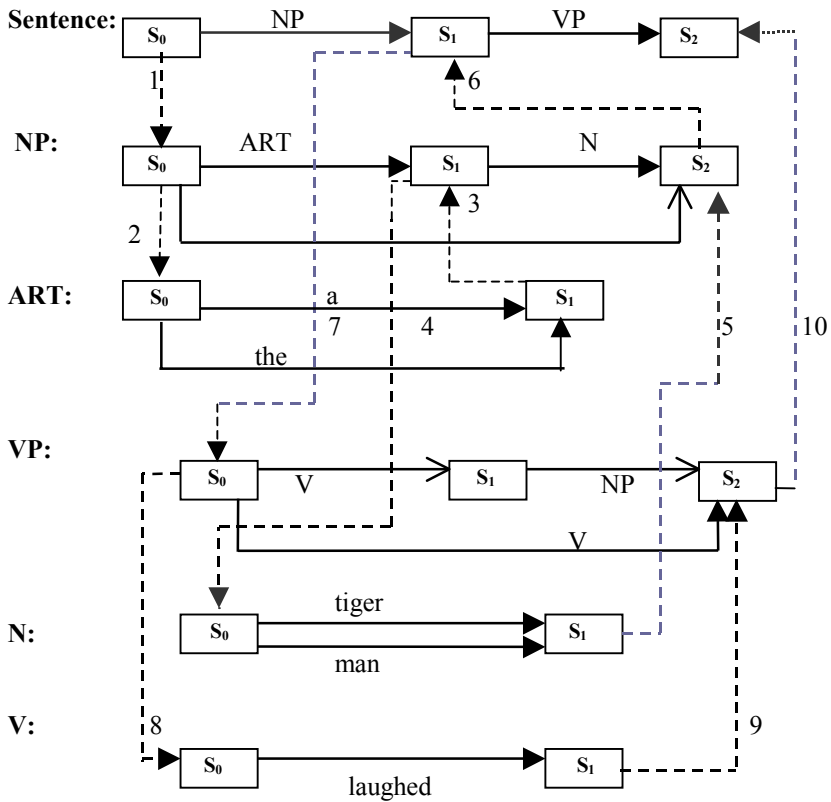 Sentence: S0 NP S1 VP S2
1 6
NP: S0 ART S1 N S2
2 3
ART: S0 a S1
7 4 5 10
the
VP: S0 V S1 NP S2
V
tiger
N: S0 S1
man
V: 8 9
S0 S1
laughed